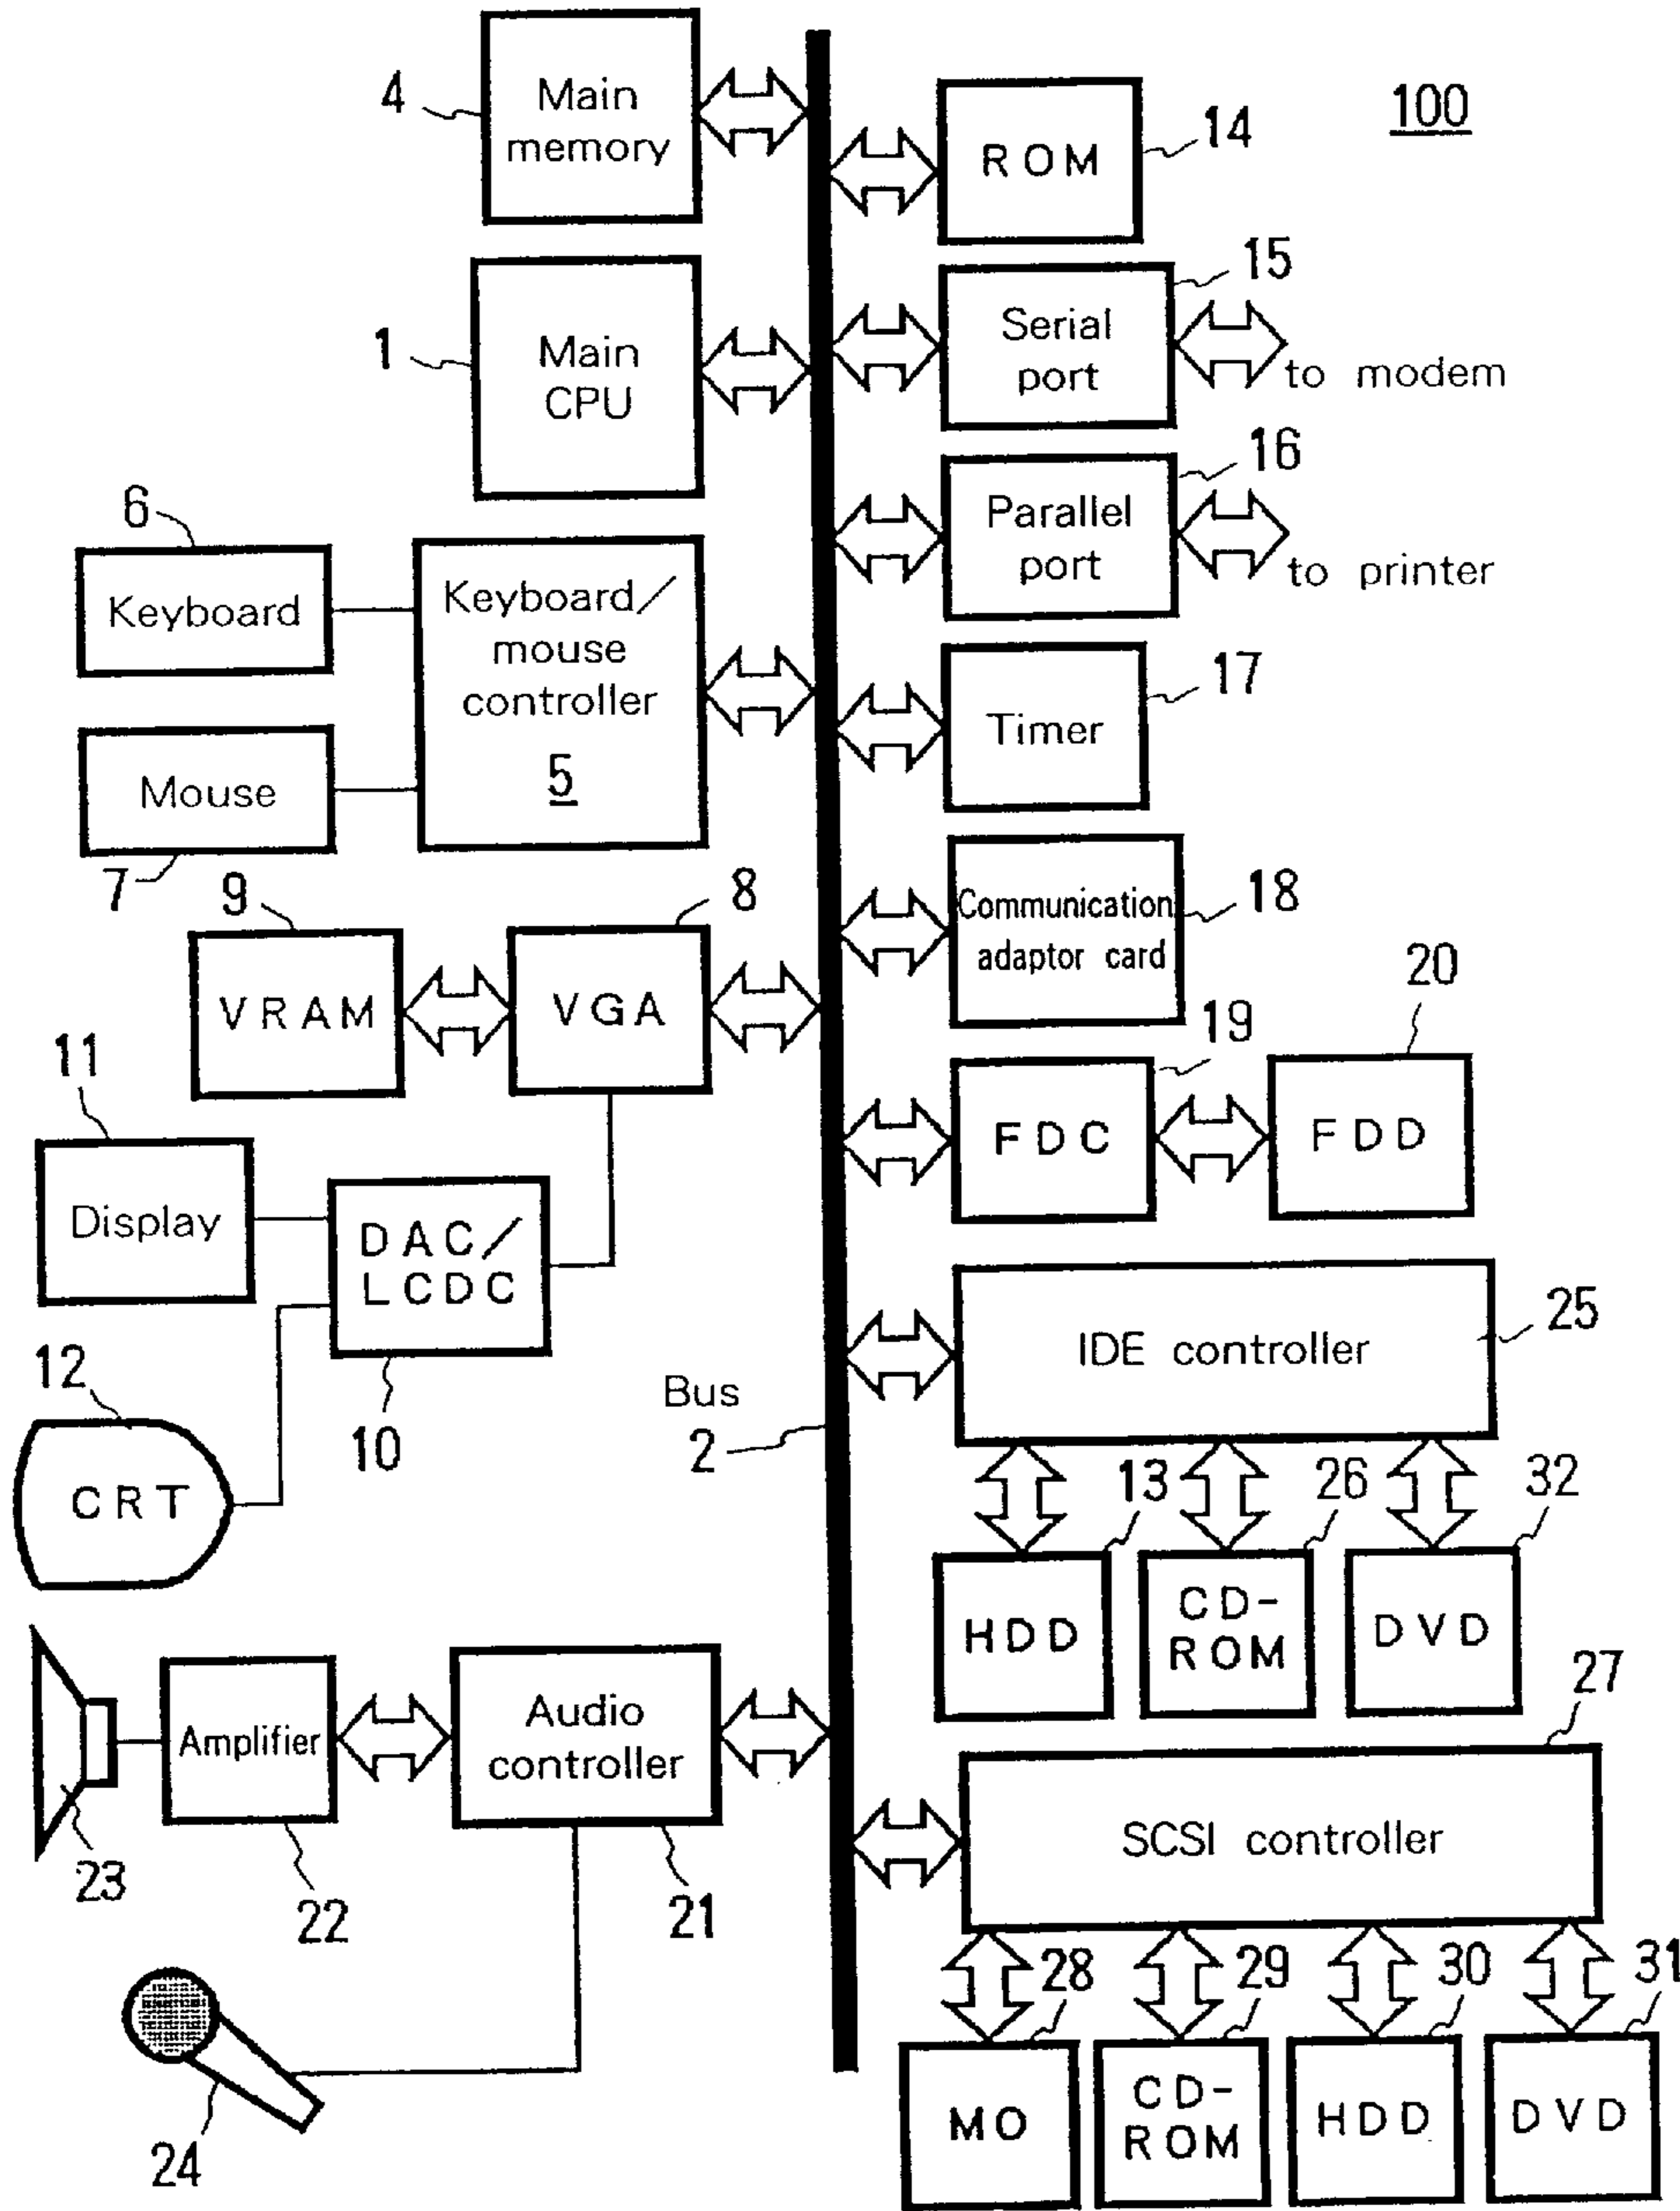 100
4
Main
memory
14
ROM
1
Main
CPU
15
Serial
port
to modem
16
Parallel
port
to printer
6
Keyboard
Keyboard/
mouse
controller
5
Mouse
7
17
Timer
18
Communication
adaptor card
9
VRAM
8
VGA
19
FDC
20
FDD
11
Display
DAC/
LCDC
10
12
CRT
Bus
2
IDE controller
25
13
HDD
26
CD-
ROM
32
DVD
23
Amplifier
22
Audio
controller
21
24
27
SCSI controller
28
MO
29
CD-
ROM
30
HDD
31
DVD